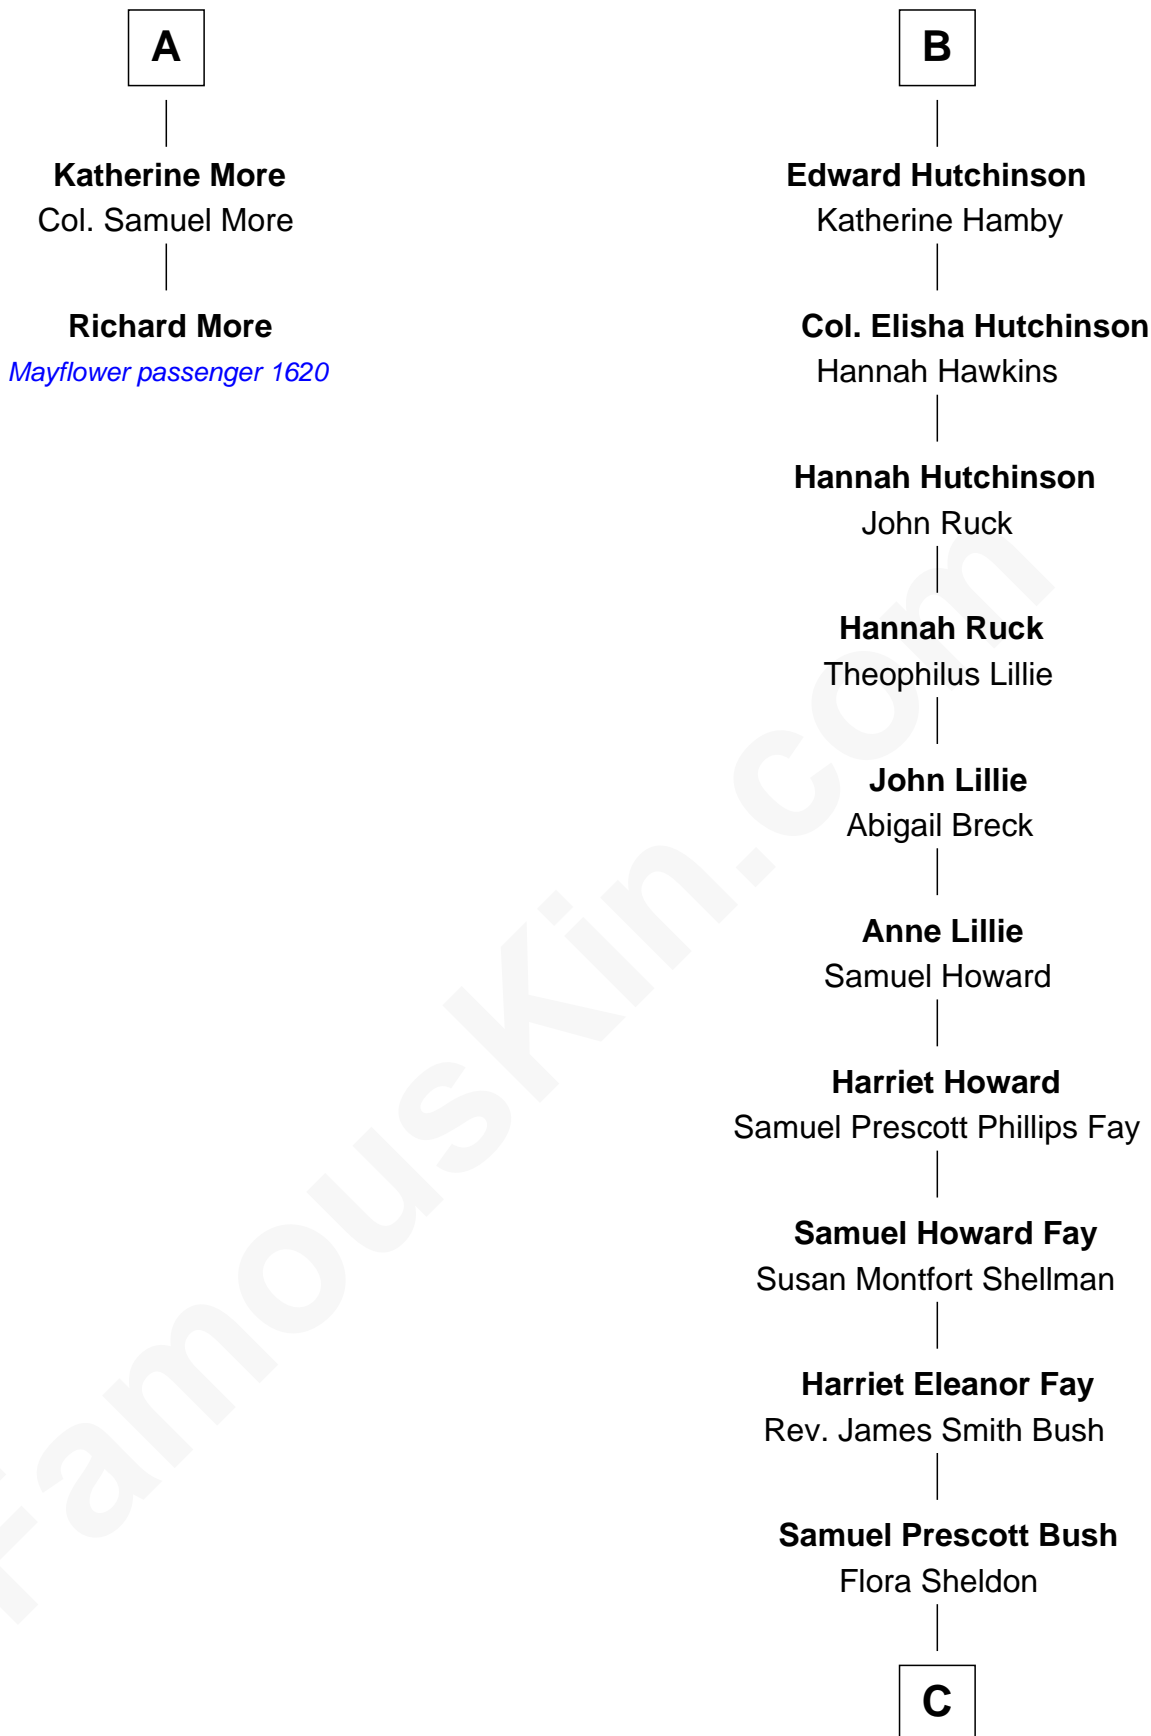 A
Katherine More
Col. Samuel More
Richard More
Mayflower passenger 1620
B
Edward Hutchinson
Katherine Hamby
Col. Elisha Hutchinson
Hannah Hawkins
Hannah Hutchinson
John Ruck
Hannah Ruck
Theophilus Lillie
John Lillie
Abigail Breck
Anne Lillie
Samuel Howard
Harriet Howard
Samuel Prescott Phillips Fay
Samuel Howard Fay
Susan Montfort Shellman
Harriet Eleanor Fay
Rev. James Smith Bush
Samuel Prescott Bush
Flora Sheldon
C
FamousKin.com